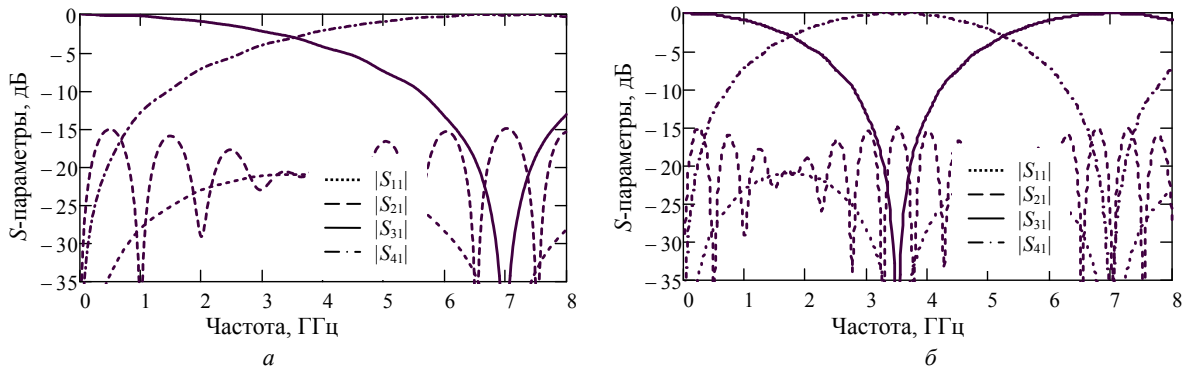 S-параметры, дБ
0
−5
−10
−15
−20
−25
−30
−35
|S11|
|S21|
|S31|
|S41|
0 1 2 3 4 5 6 7 8
Частота, ГГц
а
S-параметры, дБ
0
−5
−10
−15
−20
−25
−30
−35
|S11|
|S21|
|S31|
|S41|
0 1 2 3 4 5 6 7 8
Частота, ГГц
б